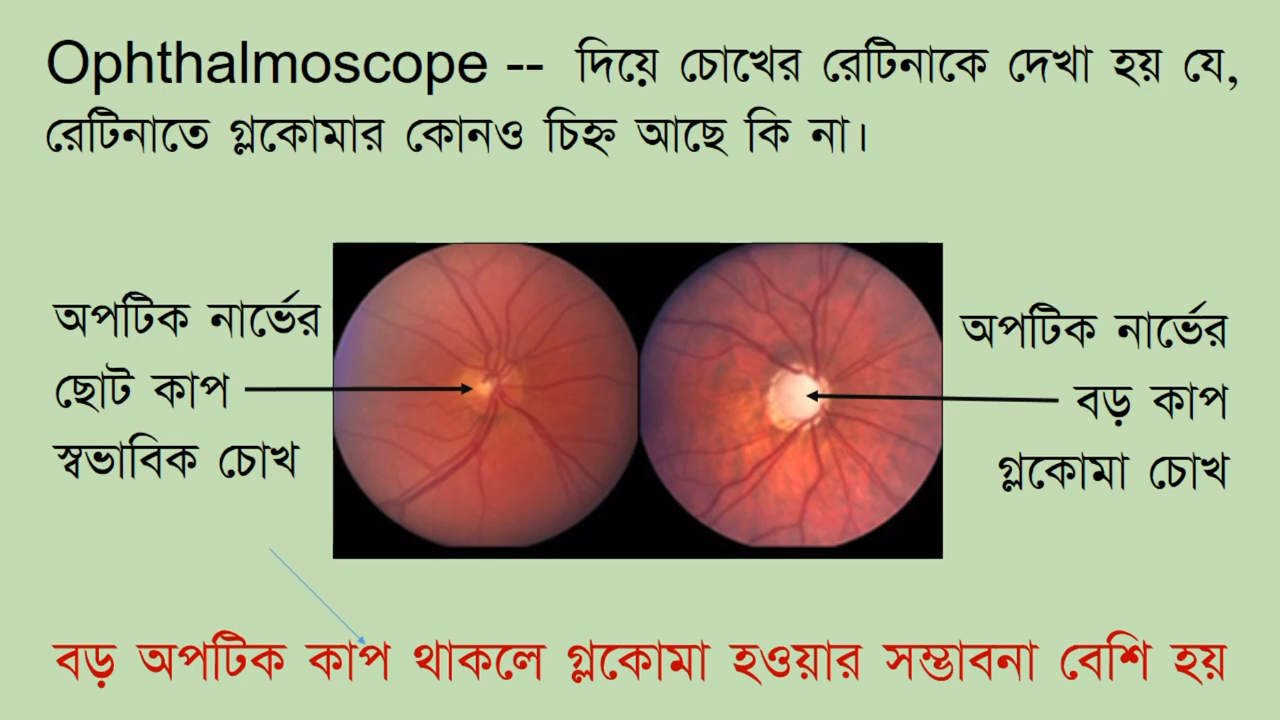 Ophthalmoscope -- দিয়ে চোখের রেটিনাকে দেখা হয় যে,
রেটিনাতে গ্লকোমার কোনও চিহ্ন আছে কি না।
অপটিক নার্ভের
ছোট কাপ
স্বভাবিক চোখ
অপটিক নার্ভের
বড় কাপ
গ্লকোমা চোখ
বড় অপটিক কাপ থাকলে গ্লকোমা হওয়ার সম্ভাবনা বেশি হয়